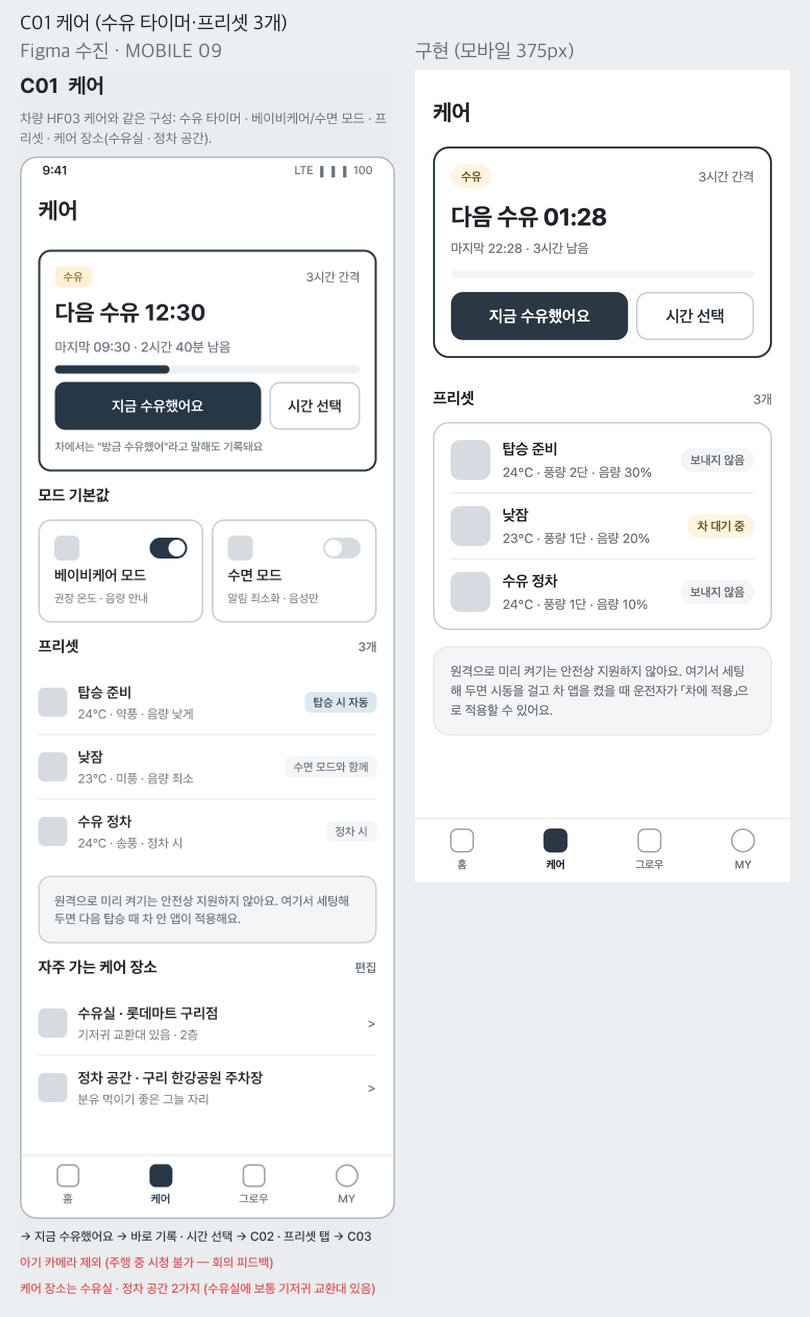 C01 케어 (수유 타이머·프리셋 3개)
Figma 수진 · MOBILE 09
C01 케어
차량 HF03 케어와 같은 구성: 수유 타이머 · 베이비케어/수면 모드 · 프
리셋 · 케어 장소(수유실 · 정차 공간).
9:41
LTE ❚ ❚ ❚ 100
케어
수유
3시간 간격
다음 수유 12:30
마지막 09:30 · 2시간 40분 남음
지금 수유했어요
시간 선택
차에서는 "방금 수유했어"라고 말해도 기록돼요
모드 기본값
베이비케어 모드
권장 온도 · 음량 안내
수면 모드
알림 최소화 · 음성만
프리셋
3개
탑승 준비
24°C · 약풍 · 음량 낮게
탑승 시 자동
낮잠
23°C · 미풍 · 음량 최소
수면 모드와 함께
수유 정차
24°C · 송풍 · 정차 시
정차 시
원격으로 미리 켜기는 안전상 지원하지 않아요. 여기서 세팅해
두면 다음 탑승 때 차 안 앱이 적용해요.
자주 가는 케어 장소
편집
수유실 · 롯데마트 구리점
기저귀 교환대 있음 · 2층
>
정차 공간 · 구리 한강공원 주차장
분유 먹이기 좋은 그늘 자리
>
홈
케어
그로우
MY
→ 지금 수유했어요 → 바로 기록 · 시간 선택 → C02 · 프리셋 탭 → C03
아기 카메라 제외 (주행 중 시청 불가 — 회의 피드백)
케어 장소는 수유실 · 정차 공간 2가지 (수유실에 보통 기저귀 교환대 있음)
구현 (모바일 375px)
케어
수유
3시간 간격
다음 수유 01:28
마지막 22:28 · 3시간 남음
지금 수유했어요
시간 선택
프리셋
3개
탑승 준비
24°C · 풍량 2단 · 음량 30%
보내지 않음
낮잠
23°C · 풍량 1단 · 음량 20%
차 대기 중
수유 정차
24°C · 풍량 1단 · 음량 10%
보내지 않음
원격으로 미리 켜기는 안전상 지원하지 않아요. 여기서 세팅
해 두면 시동을 걸고 차 앱을 켰을 때 운전자가 「차에 적용」으
로 적용할 수 있어요.
홈
케어
그로우
MY